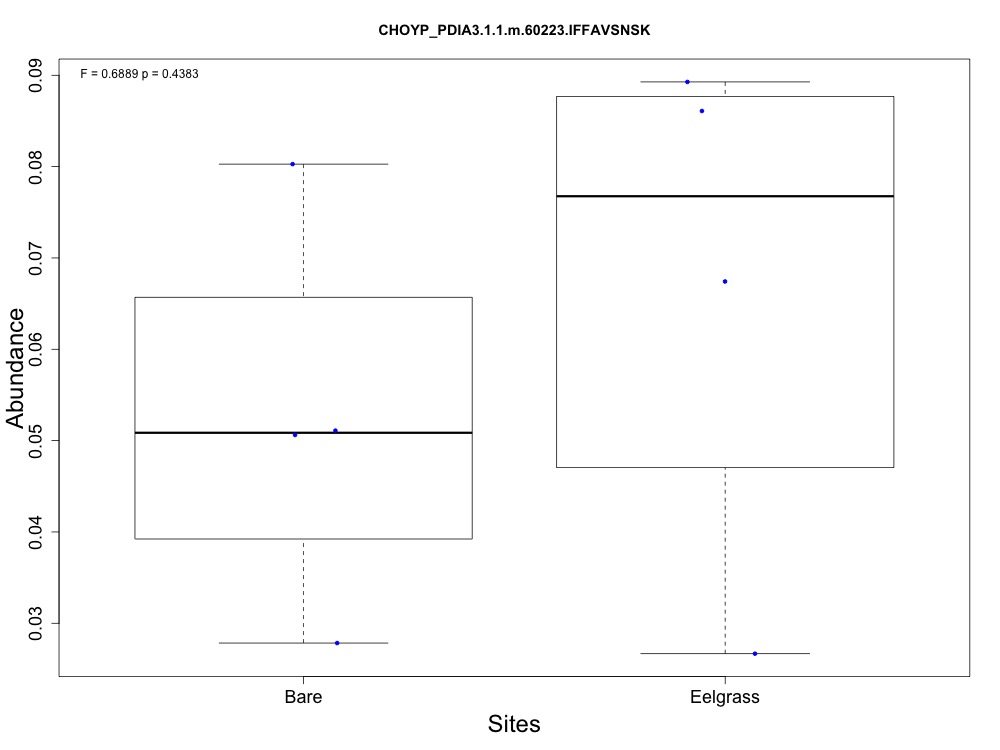 CHOYP_PDIA3.1.1.m.60223.IFFAVSNSK
F = 0.6889 p = 0.4383
0.09
0.08
0.07
0.06
0.05
0.04
0.03
Abundance
Bare
Eelgrass
Sites